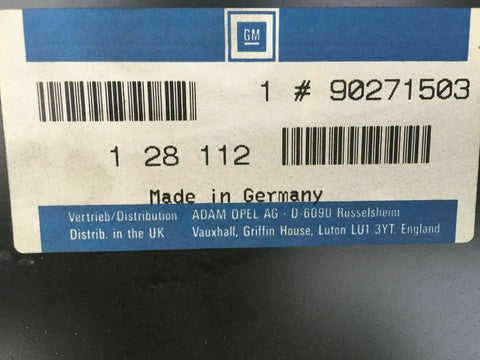 GM
1 # 90271503
1 28 112
Made in Germany
Vertrieb/Distribution ADAM OPEL AG · D-6090 Russelsheim
Distrib. in the UK Vauxhall, Griffin House, Luton LU1 3YT, England